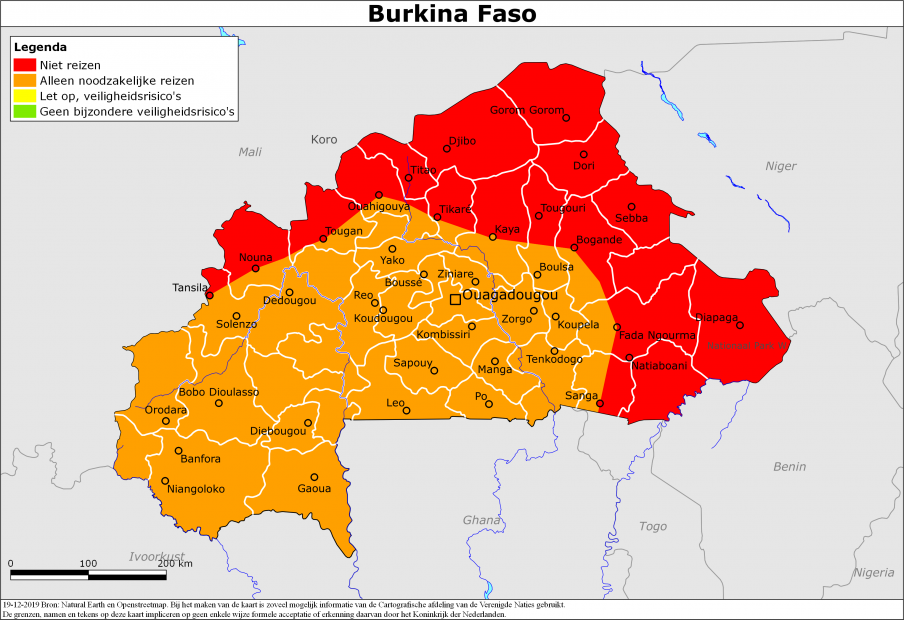 Burkina Faso
Legenda
Niet reizen
Alleen noodzakelijke reizen
Let op, veiligheidsrisico's
Geen bijzondere veiligheidsrisico's
Gorom Gorom
Koro
Djibo
Mali
Dori
Niger
Titao
Ouahigouya
Tikare
Tougouri
Sebba
Tougan
Kaya
Bogande
Nouna
Yako
Boulsa
Tansila
Ziniare
Bousse
Dedougou
Reo
Ouagadougou
Solenzo
Koudougou
Zorgo
Koupela
Diapaga
Kombissiri
Fada Ngourma
National Park W
Tenkodogo
Sapouy
Manga
Natiaboani
Bobo Dioulasso
Orodara
Leo
Po
Sanga
Diebougou
Banfora
Benin
Niangoloko
Gaoua
Ghana
Togo
Ivoorkust
Nigeria
0 100 200 km
19-12-2019 Bron: Natural Earth en Openstreetmap. Bij het maken van de kaart is zoveel mogelijk informatie van de Cartografische afdeling van de Verenigde Naties gebruikt.
De grenzen, namen en tekens op deze kaart impliceren op geen enkele wijze formele acceptatie of erkenning daarvan door het Koninkrijk der Nederlanden.